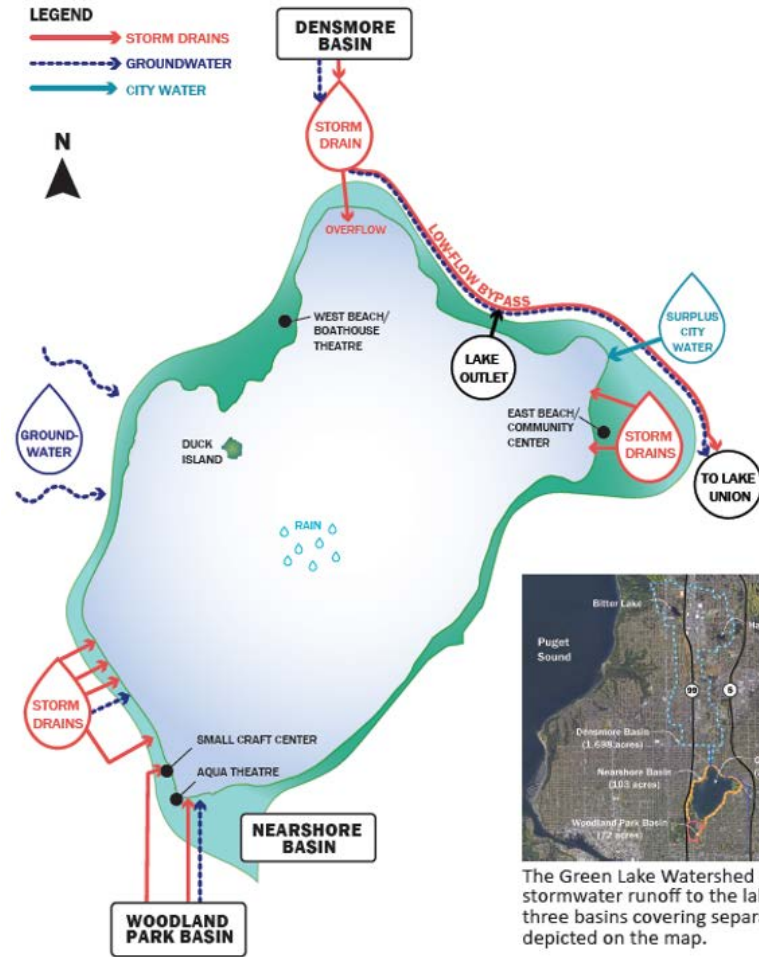 LEGEND
STORM DRAINS
GROUNDWATER
CITY WATER
N
DENSMORE
BASIN
STORM
DRAIN
OVERFLOW
LOW-FLOW BYPASS
WEST BEACH/
BOATHOUSE
THEATRE
LAKE
OUTLET
SURPLUS
CITY
WATER
GROUND-
WATER
DUCK
ISLAND
EAST BEACH/
COMMUNITY
CENTER
STORM
DRAINS
TO LAKE
UNION
RAIN
STORM
DRAINS
SMALL CRAFT CENTER
AQUA THEATRE
NEARSHORE
BASIN
WOODLAND
PARK BASIN
Bitter Lake
Ha
Puget
Sound
99
5
Densmore Basin
(1,698 acres)
Nearshore Basin
(103 acres)
Woodland Park Basin
(72 acres)
The Green Lake Watershed
stormwater runoff to the la
three basins covering separ
depicted on the map.